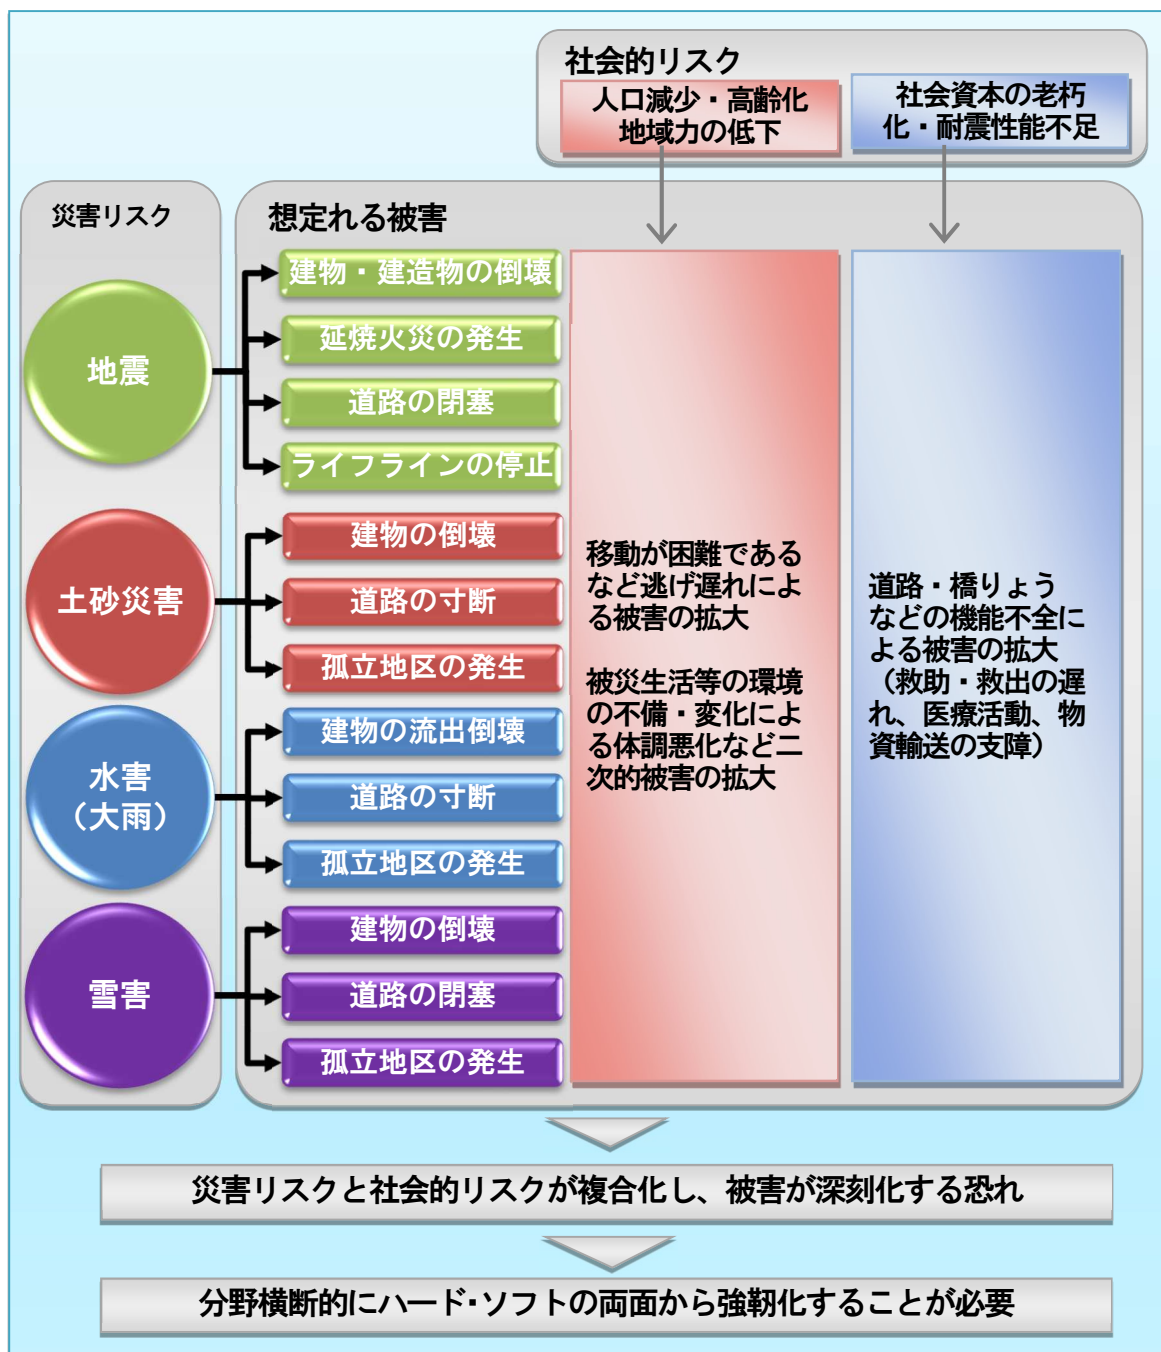 社会的リスク
人口減少・高齢化
地域力の低下
社会資本の老朽
化・耐震性能不足
災害リスク
想定れる被害
地震
建物・建造物の倒壊
延焼火災の発生
道路の閉塞
ライフラインの停止
土砂災害
建物の倒壊
道路の寸断
孤立地区の発生
水害
（大雨）
建物の流出倒壊
道路の寸断
孤立地区の発生
雪害
建物の倒壊
道路の閉塞
孤立地区の発生
移動が困難である
など逃げ遅れによ
る被害の拡大
被災生活等の環境
の不備・変化によ
る体調悪化など二
次的被害の拡大
道路・橋りょう
などの機能不全に
よる被害の拡大
（救助・救出の遅
れ、医療活動、物
資輸送の支障）
災害リスクと社会的リスクが複合化し、被害が深刻化する恐れ
分野横断的にハード・ソフトの両面から強靭化することが必要